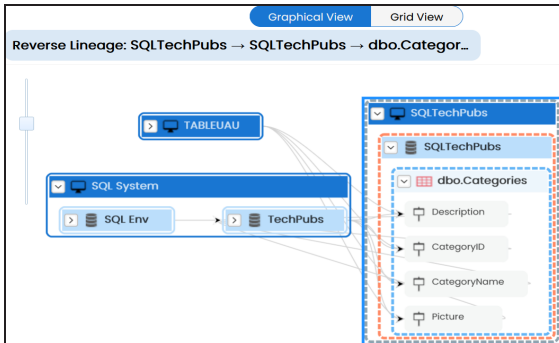 Graphical View
Grid View
Reverse Lineage: SQLTechPubs → SQLTechPubs → dbo.Categor...
TABLEUAU
SQL System
SQL Env
TechPubs
SQLTechPubs
SQLTechPubs
dbo.Categories
Description
CategoryID
CategoryName
Picture